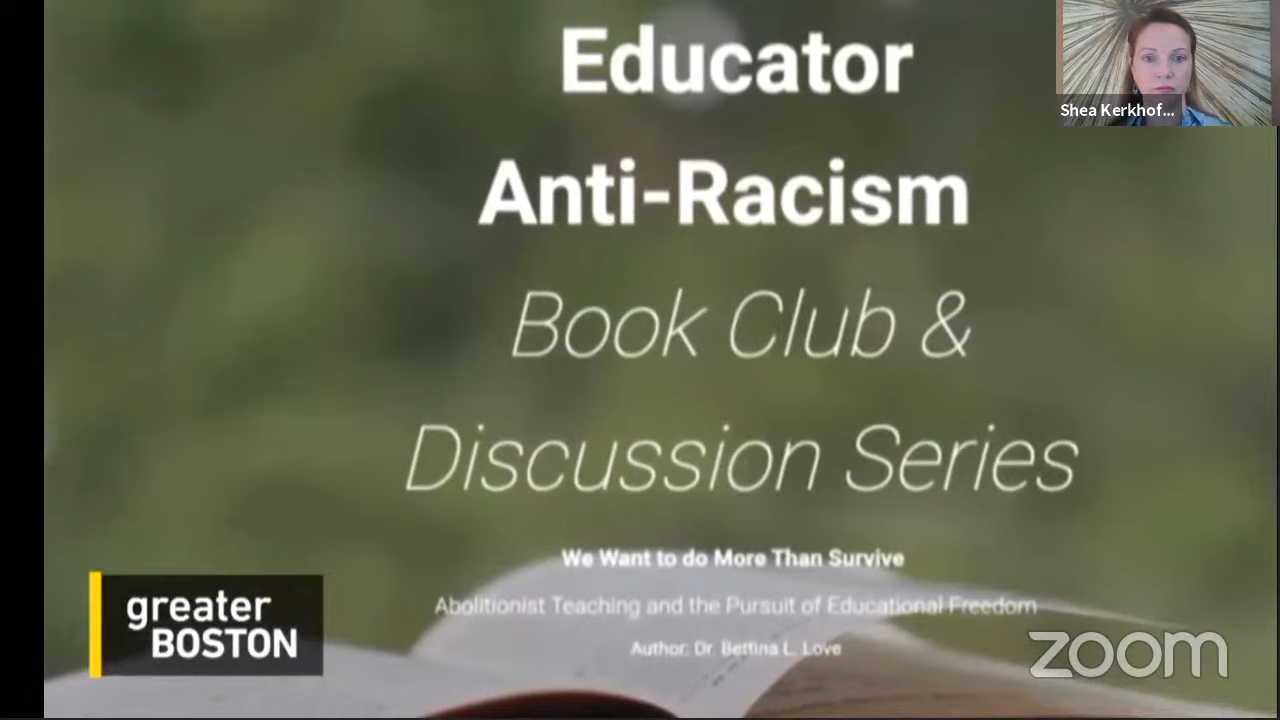 Educator
Anti-Racism
Book Club &
Discussion Series
We Want to do More Than Survive
Abolitionist Teaching and the Pursuit of Educational Freedom
Author: Dr Bettina L. Love
Shea Kerkhof...
greater
BOSTON
zoom